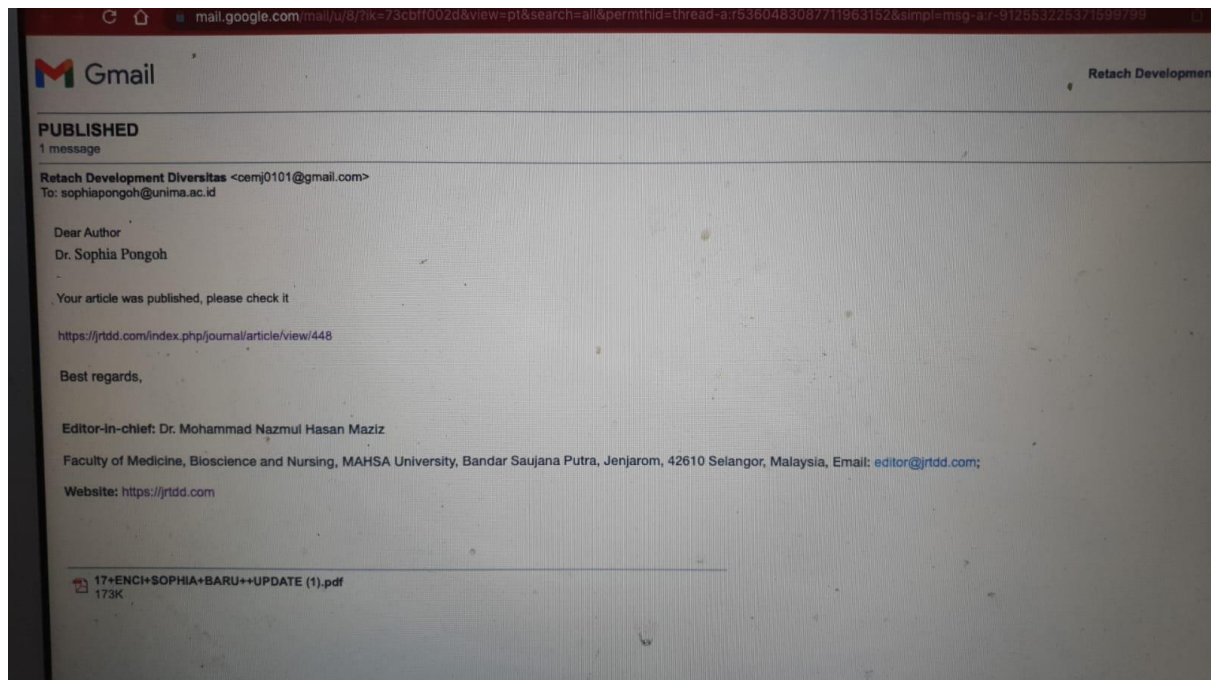 mail.google.com/mail/u/8/?ik=73cbff002d&view=pt&search=all&permthid=thread-a:r5360483087711963152&simpl=msg-a:r-912553225371599799
Gmail
Retach Developmen
PUBLISHED
1 message
Retach Development Diversitas <cemj0101@gmail.com>
To: sophiapongoh@unima.ac.id
Dear Author
Dr. Sophia Pongoh
-
Your article was published, please check it
https://jrtdd.com/index.php/journal/article/view/448
Best regards,
Editor-in-chief: Dr. Mohammad Nazmul Hasan Maziz
Faculty of Medicine, Bioscience and Nursing, MAHSA University, Bandar Saujana Putra, Jenjarom, 42610 Selangor, Malaysia, Email: editor@jrtdd.com;
Website: https://jrtdd.com
17+ENCI+SOPHIA+BARU++UPDATE (1).pdf
173K